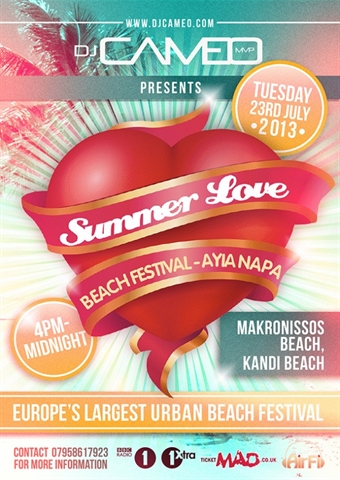 WWW.DJCAMEO.COM
DJ CAMEO MVP
PRESENTS
TUESDAY
23RD JULY
•2013•
Summer Love
BEACH FESTIVAL - AYIA NAPA
4PM-
MIDNIGHT
MAKRONISSOS
BEACH,
KANDI BEACH
EUROPE'S LARGEST URBAN BEACH FESTIVAL
CONTACT 07958617923
FOR MORE INFORMATION
BBC
RADIO
1
1xtra
TICKETMAD.CO.UK
AirFi